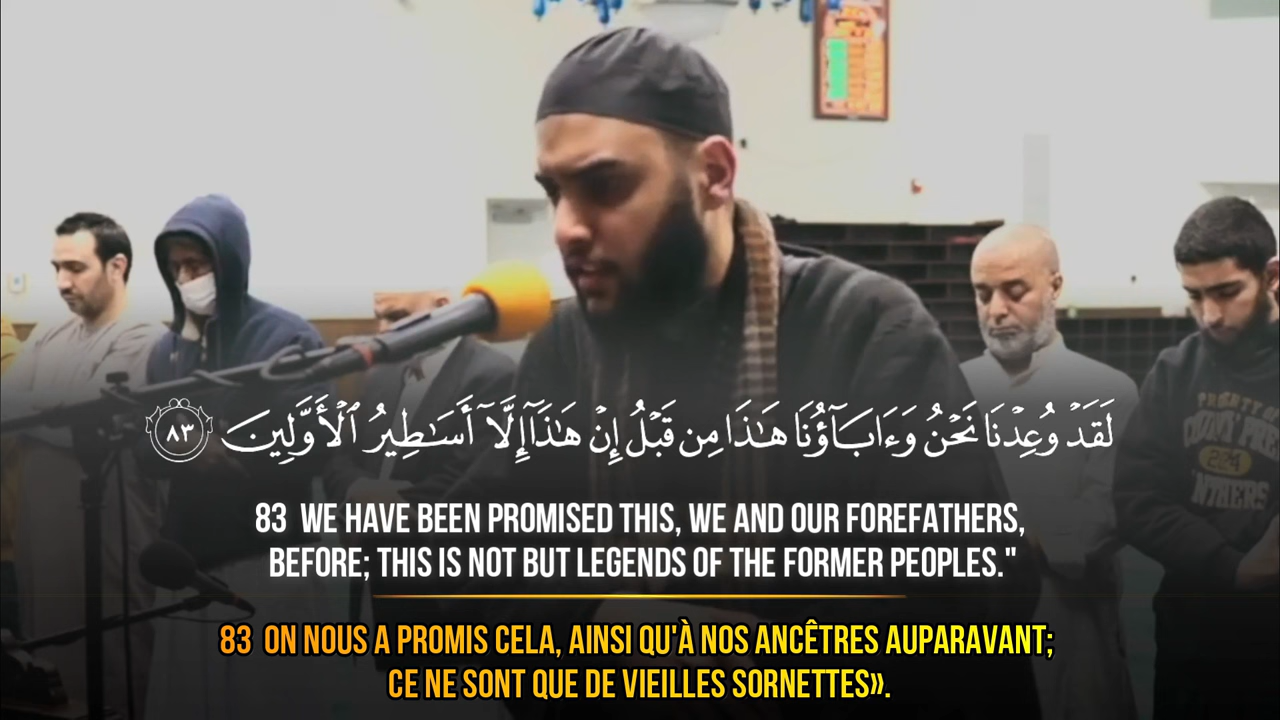 لَقَدْ وُعِدْنَا نَحْنُ وَءَابَآؤُنَا هَٰذَا مِن قَبْلُ إِنْ هَٰذَآ إِلَّآ أَسَٰطِيرُ ٱلْأَوَّلِينَ ٨٣
83 WE HAVE BEEN PROMISED THIS, WE AND OUR FOREFATHERS,
BEFORE; THIS IS NOT BUT LEGENDS OF THE FORMER PEOPLES."
83 ON NOUS A PROMIS CELA, AINSI QU'À NOS ANCÊTRES AUPARAVANT;
CE NE SONT QUE DE VIEILLES SORNETTES».
224